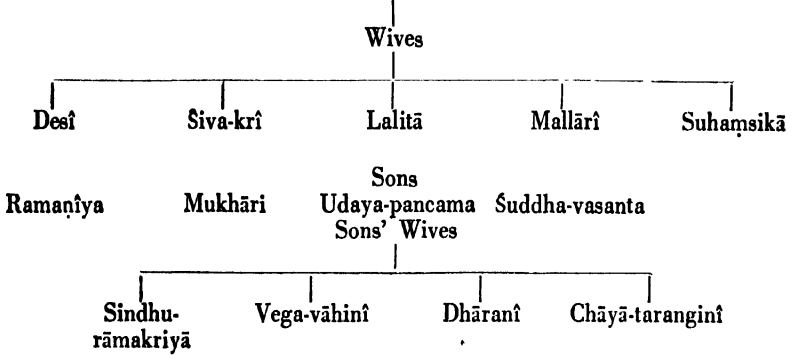 Wives
Desî Śiva-krî Lalitā Mallārî Suhaṃsikā
Sons
Ramaṇîya Mukhāri Udaya-pancama Śuddha-vasanta
Sons' Wives
Sindhu- Vega-vāhinî Dhāranî Chāyā-taranginî
rāmakriyā